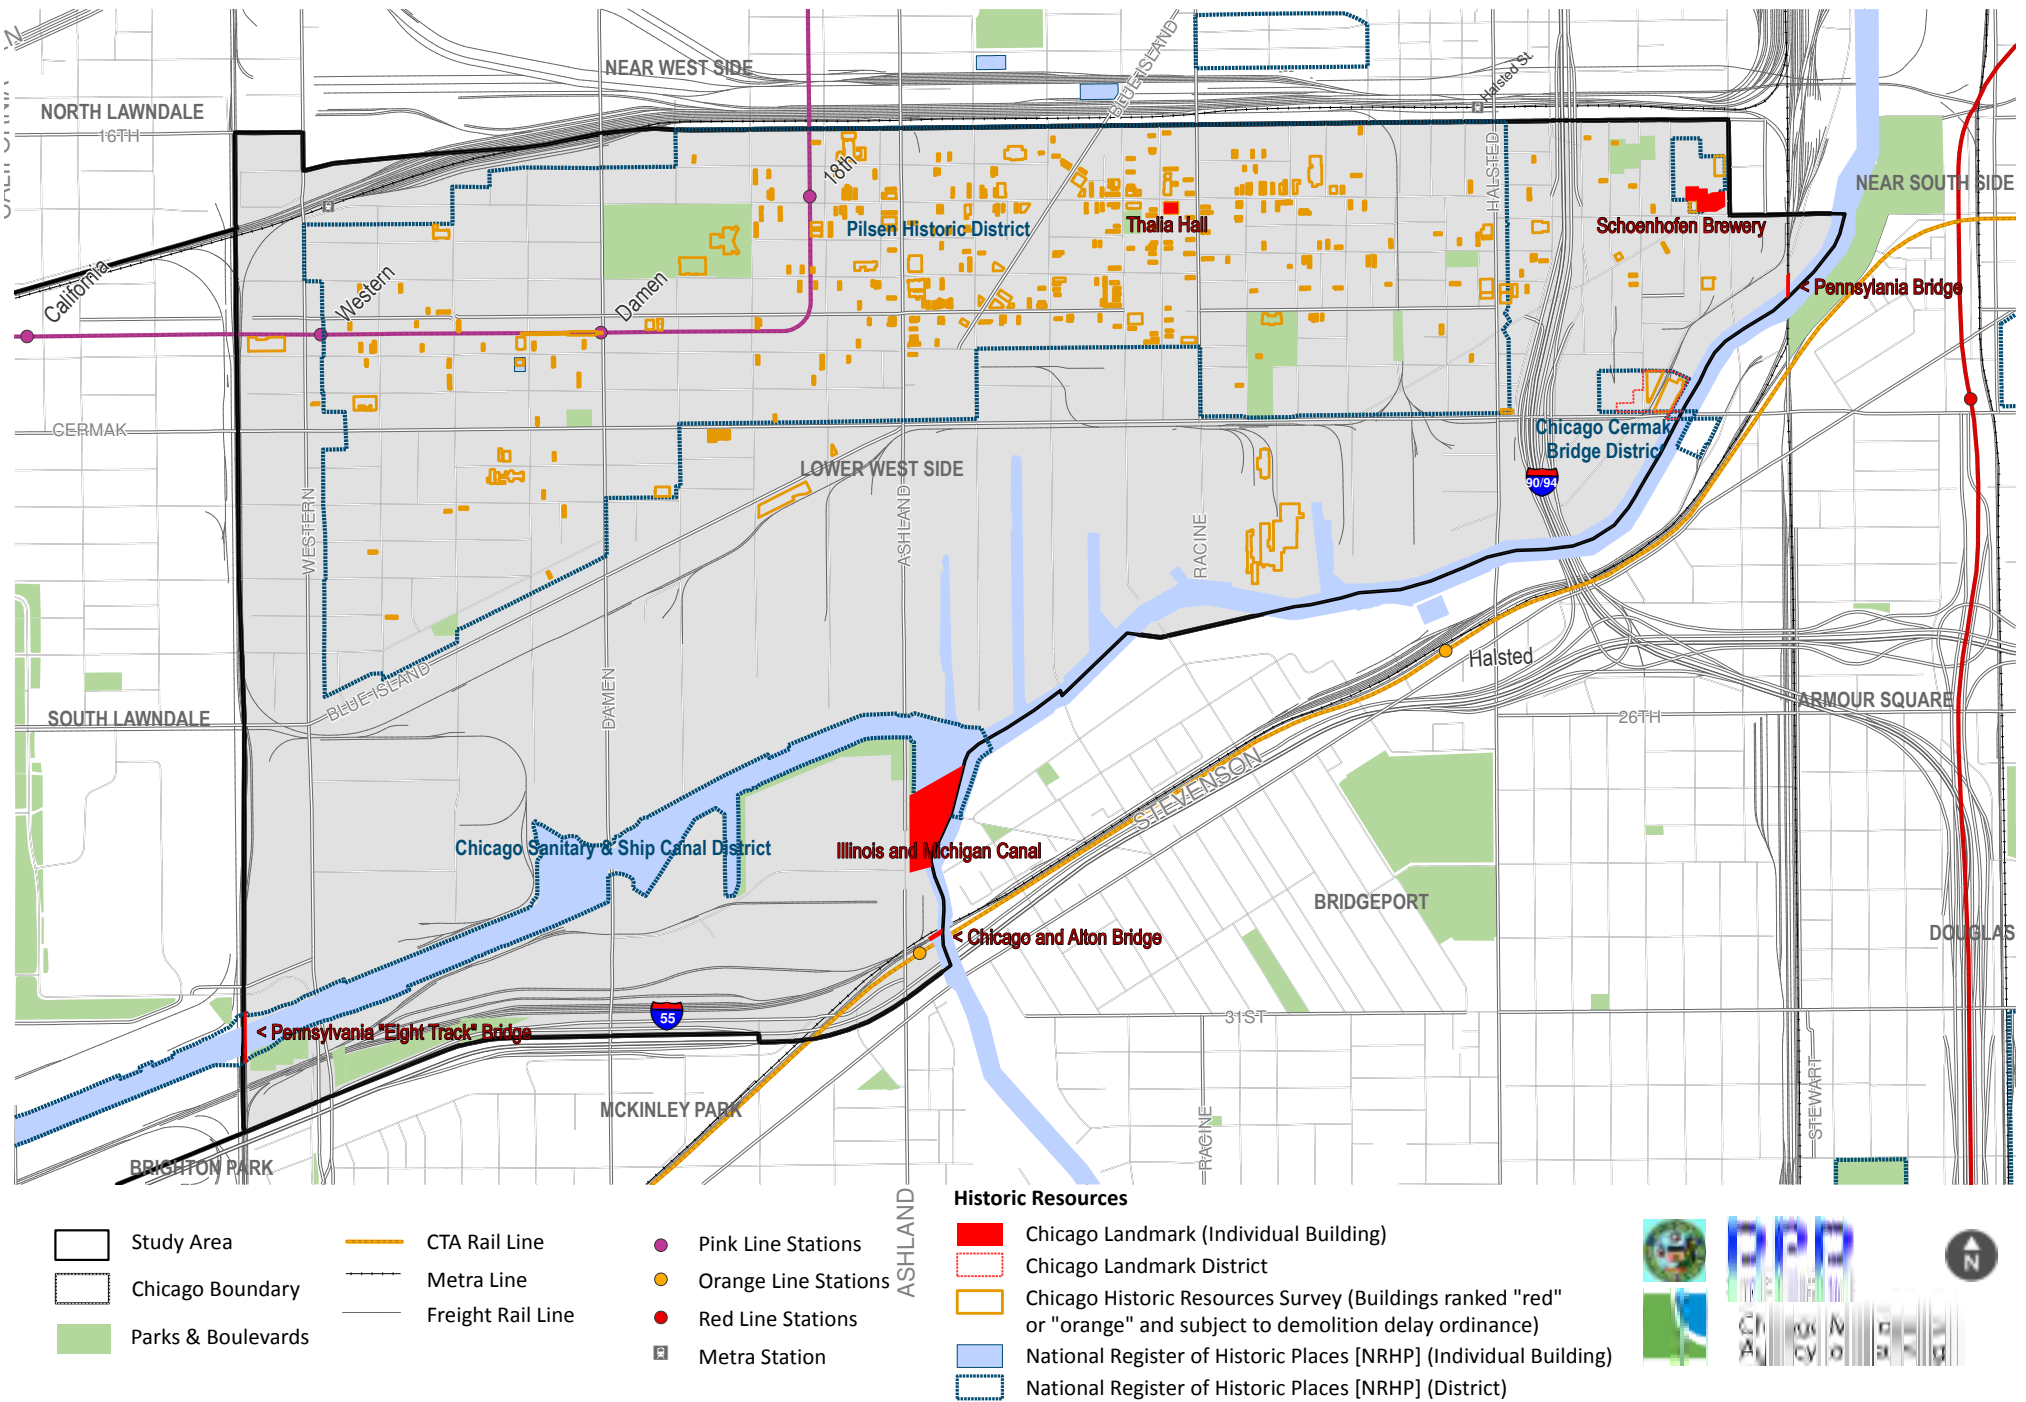 NEAR WEST SIDE
BLUE ISLAND
Halsted St.
NORTH LAWNDALE
16TH
18th
HALSTED
NEAR SOUTH SIDE
Pilsen Historic District
Thalia Hall
Schoenhofen Brewery
California
Western
Damen
< Pennsylania Bridge
CERMAK
Chicago Cermak
Bridge District
LOWER WEST SIDE
90/94
WESTERN
ASHLAND
RACINE
Halsted
BLUE ISLAND
DAMEN
SOUTH LAWNDALE
ARMOUR SQUARE
26TH
STEVENSON
Chicago Sanitary & Ship Canal District
Illinois and Michigan Canal
BRIDGEPORT
< Chicago and Alton Bridge
DOUGLAS
55
31ST
< Pennsylvania "Eight Track" Bridge
STEWART
MCKINLEY PARK
RACINE
BRIGHTON PARK
ASHLAND
Study Area
Chicago Boundary
Parks & Boulevards
CTA Rail Line
Metra Line
Freight Rail Line
Pink Line Stations
Orange Line Stations
Red Line Stations
Metra Station
Historic Resources
Chicago Landmark (Individual Building)
Chicago Landmark District
Chicago Historic Resources Survey (Buildings ranked "red"
or "orange" and subject to demolition delay ordinance)
National Register of Historic Places [NRHP] (Individual Building)
National Register of Historic Places [NRHP] (District)
N